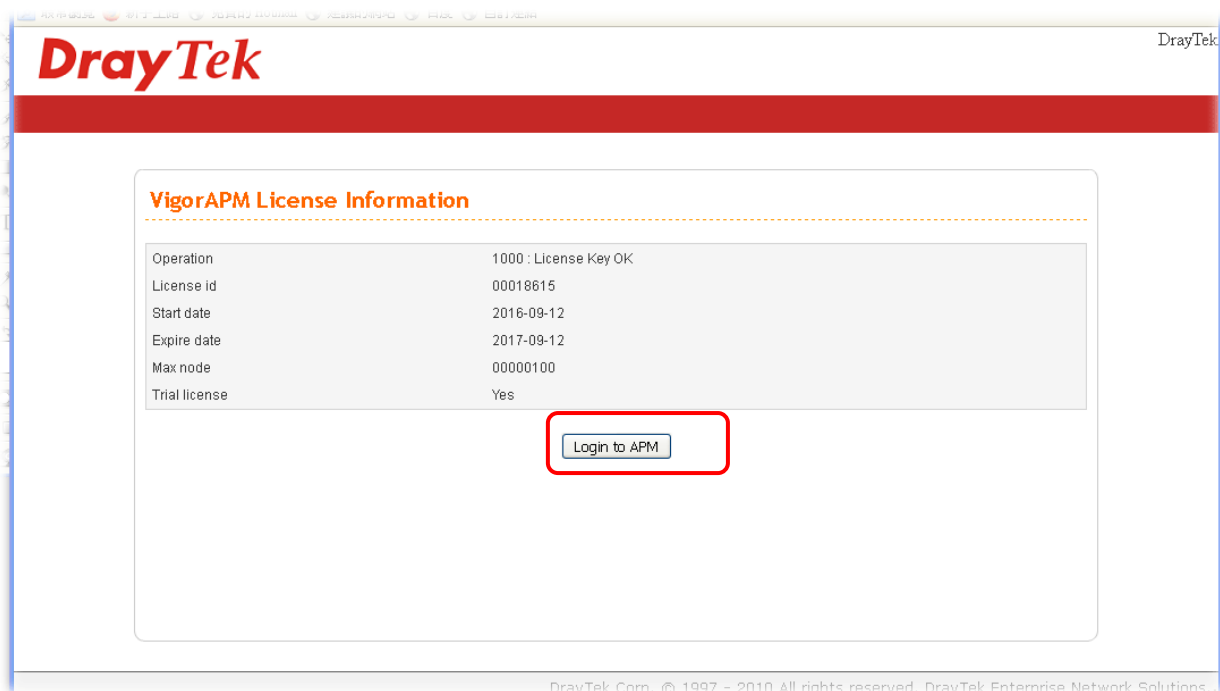 DrayTek
DrayTek
VigorAPM License Information
Operation 1000 : License Key OK
License id 00018615
Start date 2016-09-12
Expire date 2017-09-12
Max node 00000100
Trial license Yes
Login to APM
DrayTek Corp. © 1997 - 2010 All rights reserved. DrayTek Enternrise Network Solutions